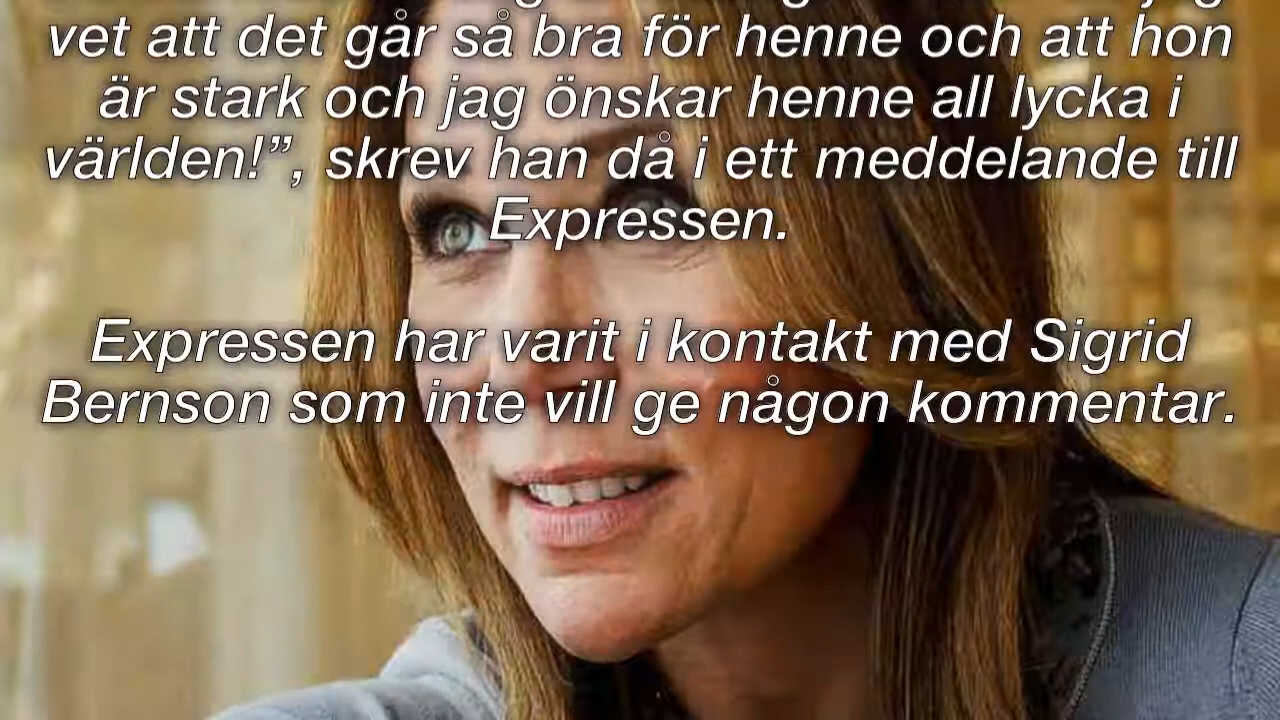 vet att det går så bra för henne och att hon
är stark och jag önskar henne all lycka i
världen!”, skrev han då i ett meddelande till
Expressen.
Expressen har varit i kontakt med Sigrid
Bernson som inte vill ge någon kommentar.